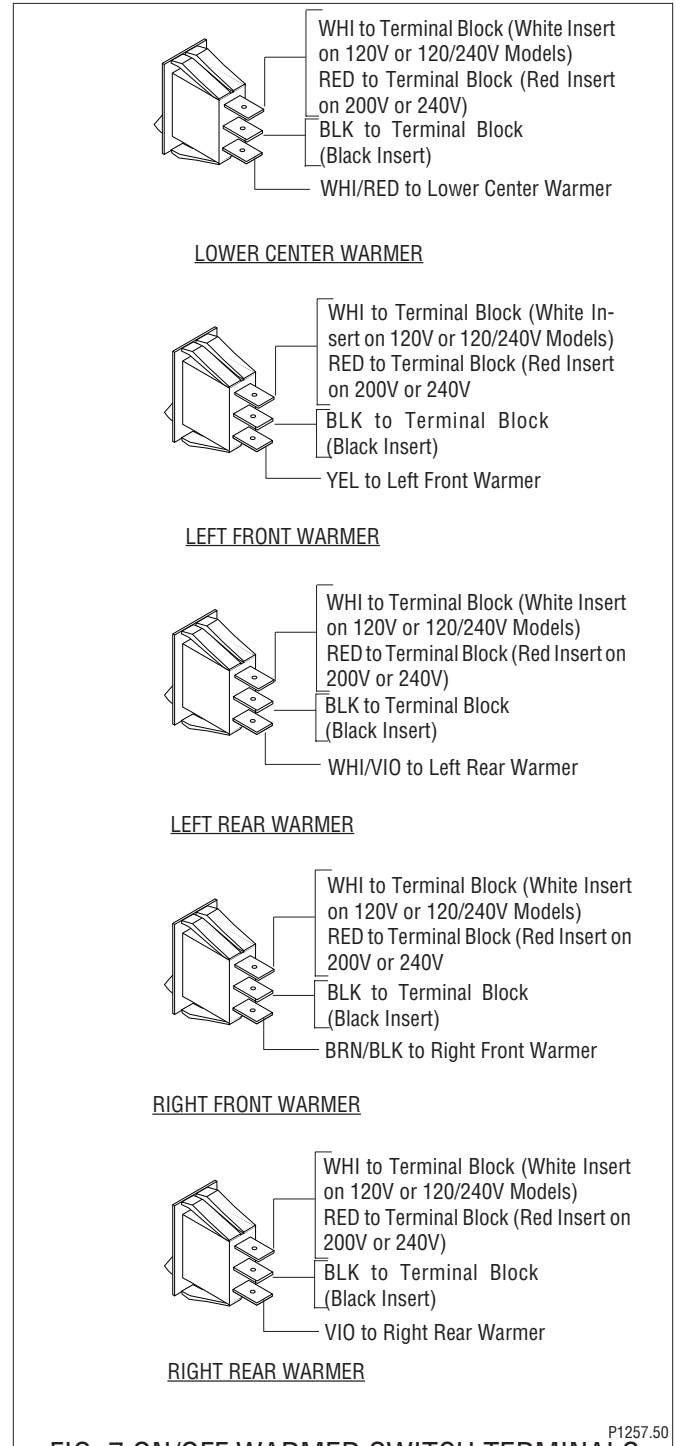 WHI to Terminal Block (White Insert
on 120V or 120/240V Models)
RED to Terminal Block (Red Insert
on 200V or 240V)
BLK to Terminal Block
(Black Insert)
WHI/RED to Lower Center Warmer
LOWER CENTER WARMER
WHI to Terminal Block (White In-
sert on 120V or 120/240V Models)
RED to Terminal Block (Red Insert
on 200V or 240V
BLK to Terminal Block
(Black Insert)
YEL to Left Front Warmer
LEFT FRONT WARMER
WHI to Terminal Block (White Insert
on 120V or 120/240V Models)
RED to Terminal Block (Red Insert on
200V or 240V)
BLK to Terminal Block
(Black Insert)
WHI/VIO to Left Rear Warmer
LEFT REAR WARMER
WHI to Terminal Block (White Insert
on 120V or 120/240V Models)
RED to Terminal Block (Red Insert on
200V or 240V
BLK to Terminal Block
(Black Insert)
BRN/BLK to Right Front Warmer
RIGHT FRONT WARMER
WHI to Terminal Block (White Insert
on 120V or 120/240V Models)
RED to Terminal Block (Red Insert on
200V or 240V)
BLK to Terminal Block
(Black Insert)
VIO to Right Rear Warmer
RIGHT REAR WARMER
P1257.50
FIG. 7 ON/OFF WARMER SWITCH TERMINALS